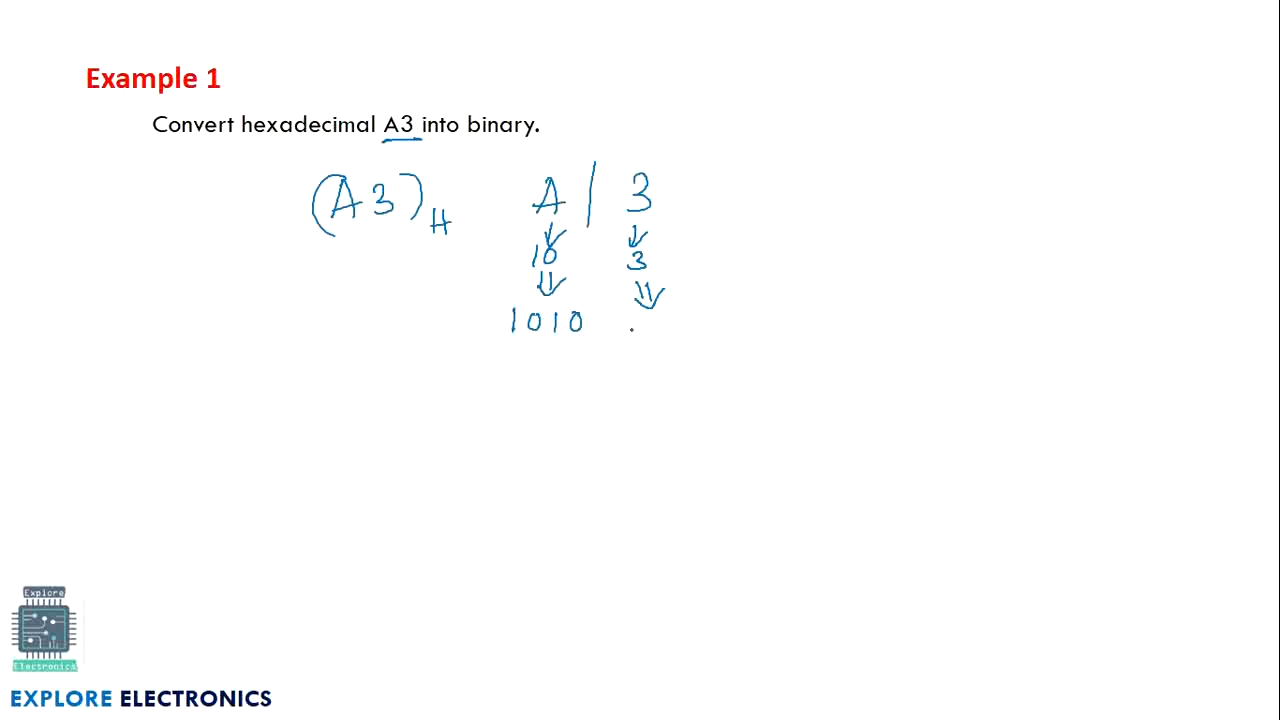 Example 1
Convert hexadecimal A3 into binary.
(A3)H A | 3
10 3
1010 .
Explore
Electronics
EXPLORE ELECTRONICS